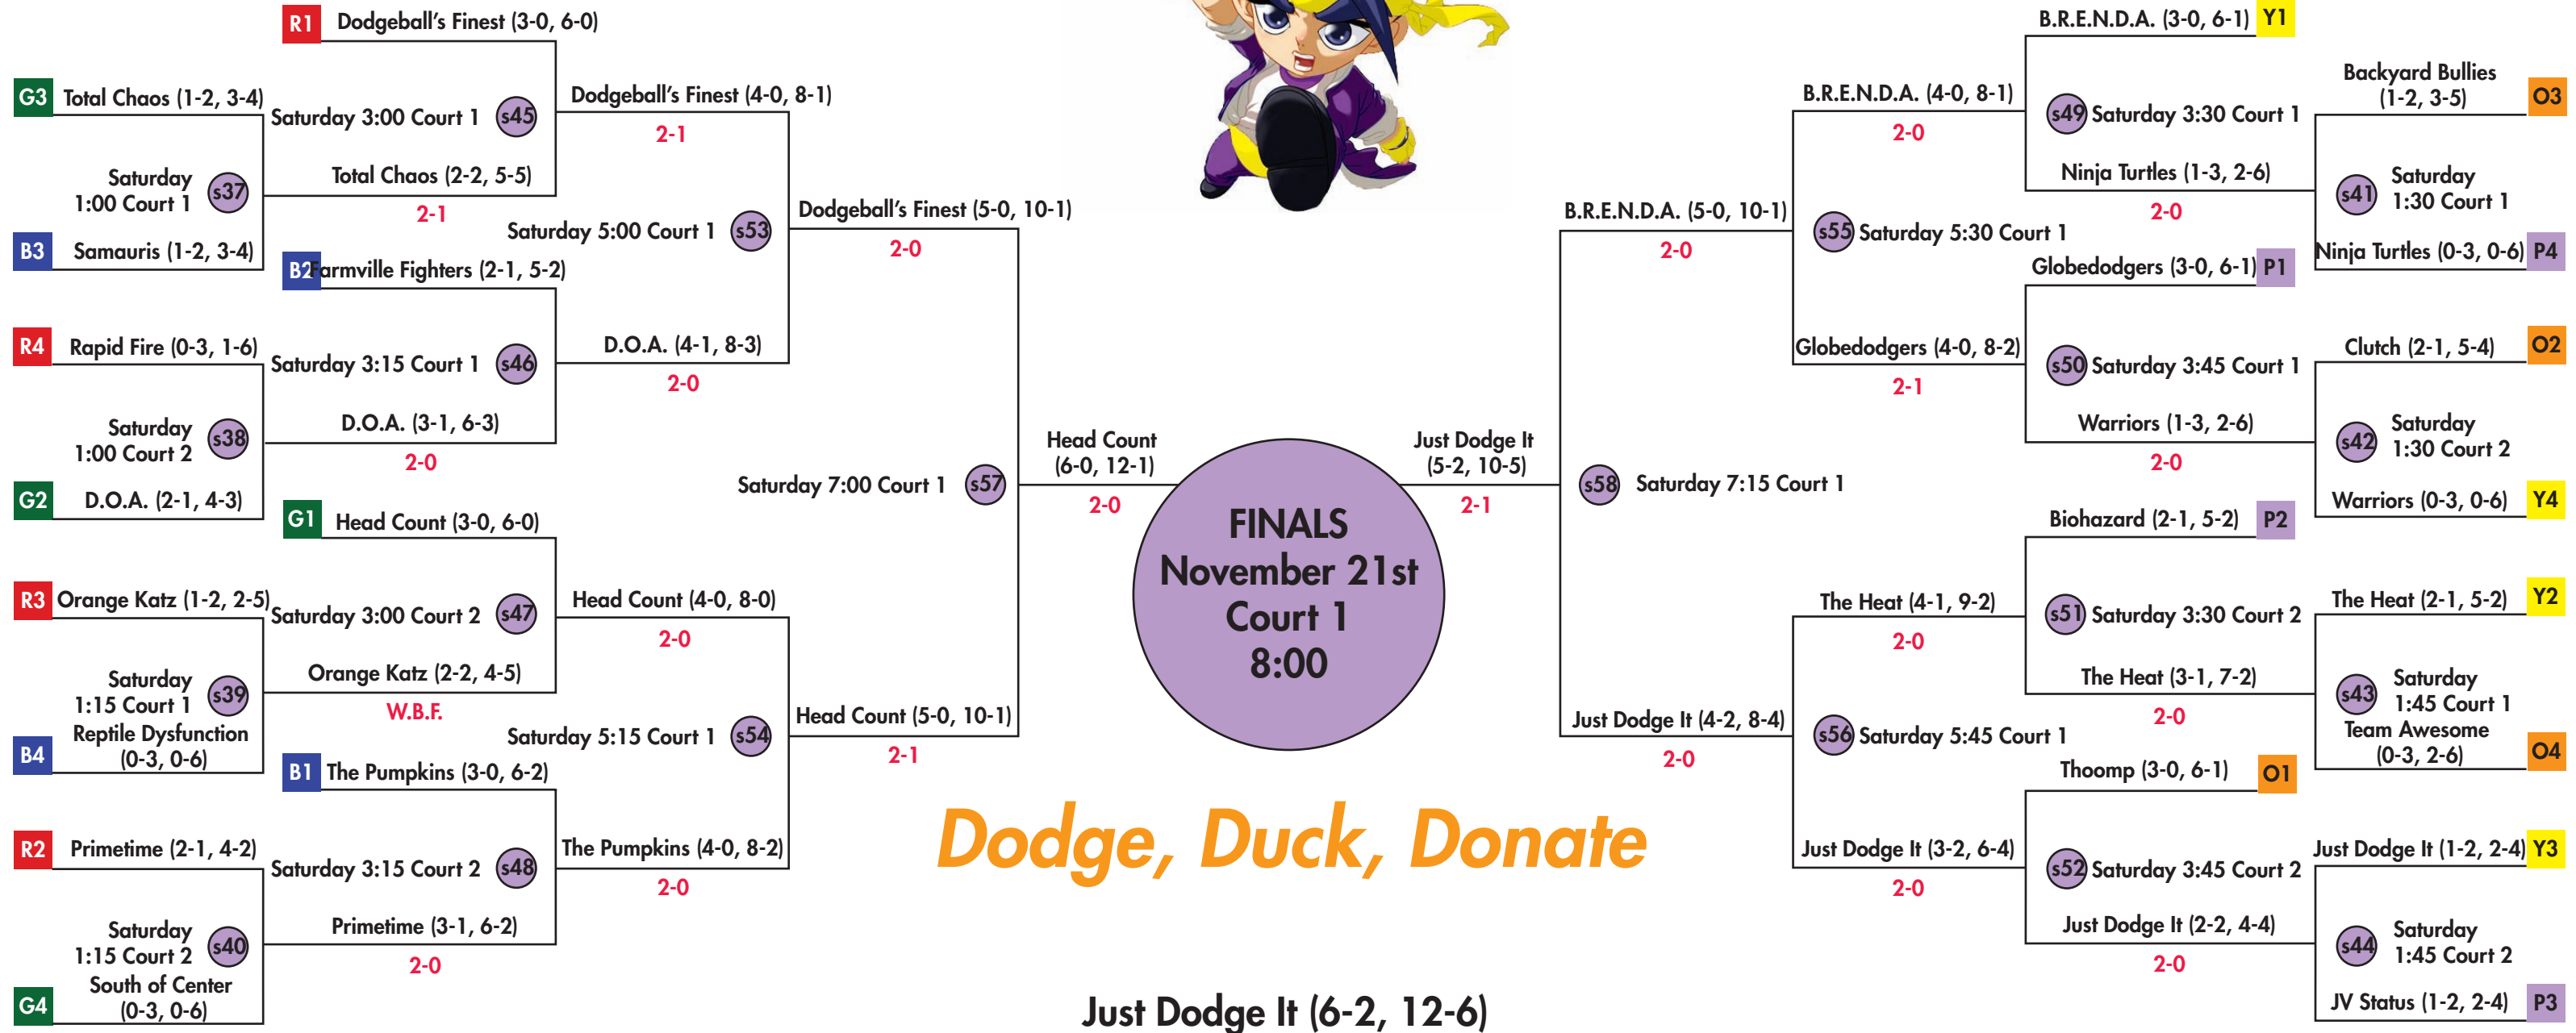 R1 Dodgeball's Finest (3-0, 6-0)
G3 Total Chaos (1-2, 3-4)
Saturday 3:00 Court 1 s45
Dodgeball's Finest (4-0, 8-1)
2-1
Saturday
1:00 Court 1 s37
Total Chaos (2-2, 5-5)
2-1
B3 Samauris (1-2, 3-4)
Saturday 5:00 Court 1 s53
Dodgeball's Finest (5-0, 10-1)
2-0
B2 Farmville Fighters (2-1, 5-2)
R4 Rapid Fire (0-3, 1-6)
Saturday 3:15 Court 1 s46
D.O.A. (4-1, 8-3)
2-0
Saturday
1:00 Court 2 s38
D.O.A. (3-1, 6-3)
2-0
G2 D.O.A. (2-1, 4-3)
Saturday 7:00 Court 1 s57
Head Count
(6-0, 12-1)
2-0
G1 Head Count (3-0, 6-0)
R3 Orange Katz (1-2, 2-5)
Saturday 3:00 Court 2 s47
Head Count (4-0, 8-0)
2-0
Saturday
1:15 Court 1 s39
Orange Katz (2-2, 4-5)
W.B.F.
B4 Reptile Dysfunction
(0-3, 0-6)
Saturday 5:15 Court 1 s54
Head Count (5-0, 10-1)
2-1
B1 The Pumpkins (3-0, 6-2)
R2 Primetime (2-1, 4-2)
Saturday 3:15 Court 2 s48
The Pumpkins (4-0, 8-2)
2-0
Saturday
1:15 Court 2 s40
Primetime (3-1, 6-2)
2-0
G4 South of Center
(0-3, 0-6)
FINALS
November 21st
Court 1
8:00
Dodge, Duck, Donate
Just Dodge It (6-2, 12-6)
B.R.E.N.D.A. (3-0, 6-1) Y1
Backyard Bullies
(1-2, 3-5) O3
B.R.E.N.D.A. (4-0, 8-1)
2-0
s49 Saturday 3:30 Court 1
Ninja Turtles (1-3, 2-6)
2-0
s41 Saturday
1:30 Court 1
Ninja Turtles (0-3, 0-6) P4
B.R.E.N.D.A. (5-0, 10-1)
2-0
s55 Saturday 5:30 Court 1
Globedodgers (3-0, 6-1) P1
Clutch (2-1, 5-4) O2
Globedodgers (4-0, 8-2)
2-1
s50 Saturday 3:45 Court 1
Warriors (1-3, 2-6)
2-0
s42 Saturday
1:30 Court 2
Warriors (0-3, 0-6) Y4
Just Dodge It
(5-2, 10-5)
2-1
s58 Saturday 7:15 Court 1
Biohazard (2-1, 5-2) P2
The Heat (2-1, 5-2) Y2
The Heat (4-1, 9-2)
2-0
s51 Saturday 3:30 Court 2
The Heat (3-1, 7-2)
2-0
s43 Saturday
1:45 Court 1
Team Awesome
(0-3, 2-6) O4
Just Dodge It (4-2, 8-4)
2-0
s56 Saturday 5:45 Court 1
Thoomp (3-0, 6-1) O1
Just Dodge It (1-2, 2-4) Y3
Just Dodge It (3-2, 6-4)
2-0
s52 Saturday 3:45 Court 2
Just Dodge It (2-2, 4-4)
2-0
s44 Saturday
1:45 Court 2
JV Status (1-2, 2-4) P3